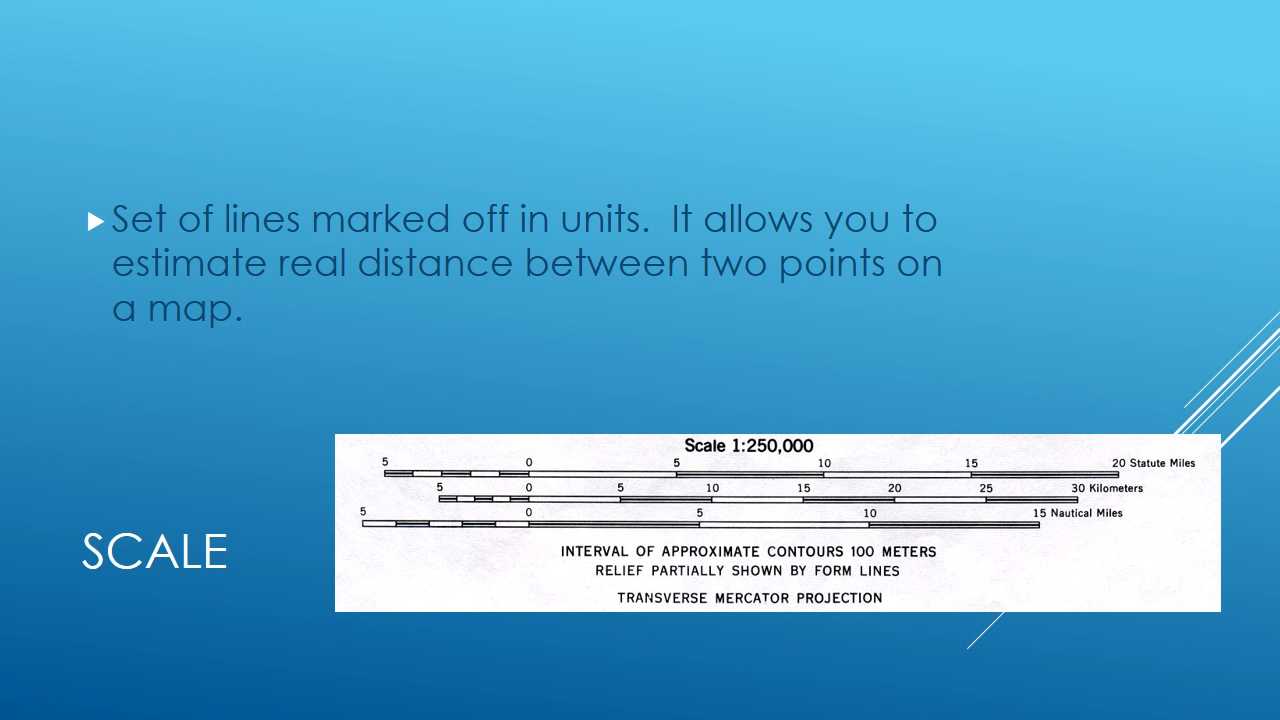 Set of lines marked off in units.  It allows you to
estimate real distance between two points on
a map.
Scale 1:250,000
5 0 5 10 15 20 Statute Miles
5 0 5 10 15 20 25 30 Kilometers
5 0 5 10 15 Nautical Miles
INTERVAL OF APPROXIMATE CONTOURS 100 METERS
RELIEF PARTIALLY SHOWN BY FORM LINES
TRANSVERSE MERCATOR PROJECTION
SCALE